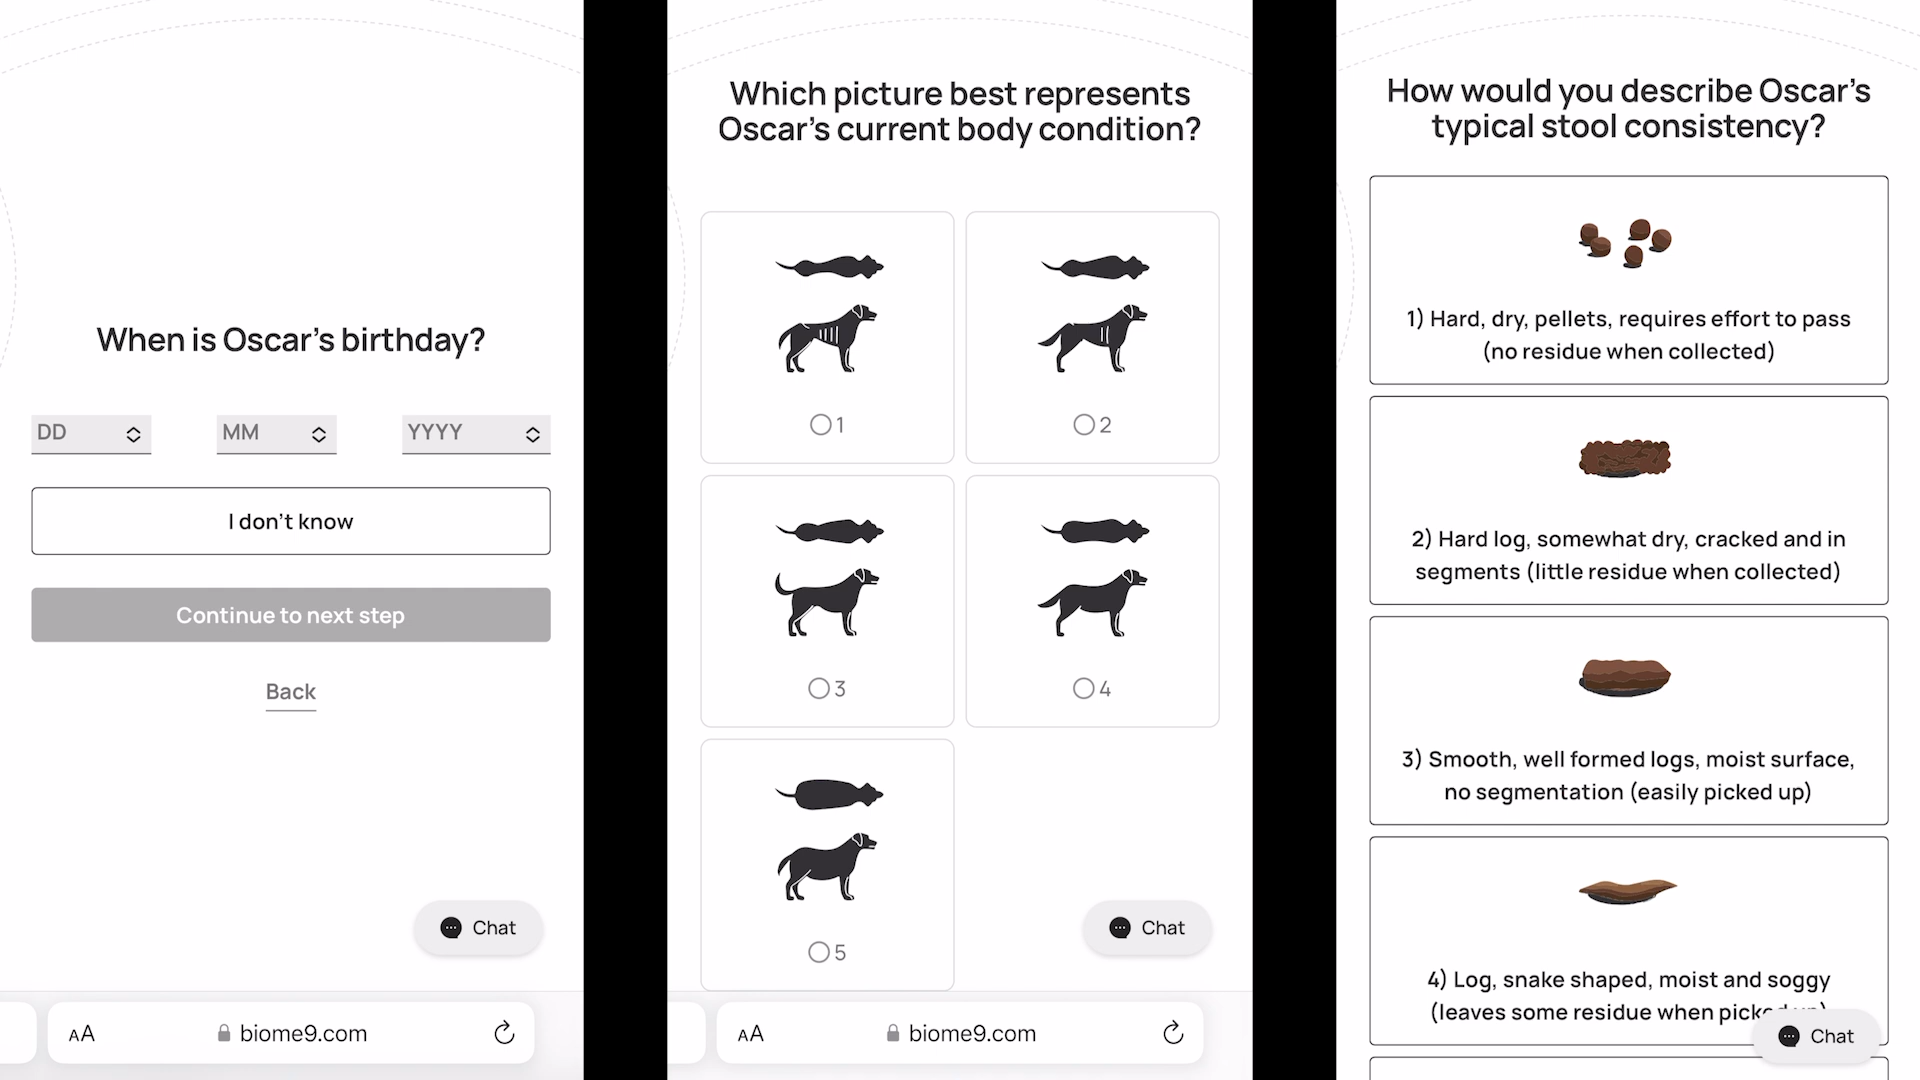 When is Oscar's birthday?
DD
MM
YYYY
I don't know
Continue to next step
Back
Chat
AA
biome9.com
Which picture best represents
Oscar's current body condition?
1
2
3
4
5
Chat
AA
biome9.com
How would you describe Oscar's
typical stool consistency?
1) Hard, dry, pellets, requires effort to pass
(no residue when collected)
2) Hard log, somewhat dry, cracked and in
segments (little residue when collected)
3) Smooth, well formed logs, moist surface,
no segmentation (easily picked up)
4) Log, snake shaped, moist and soggy
(leaves some residue when picked up)
Chat